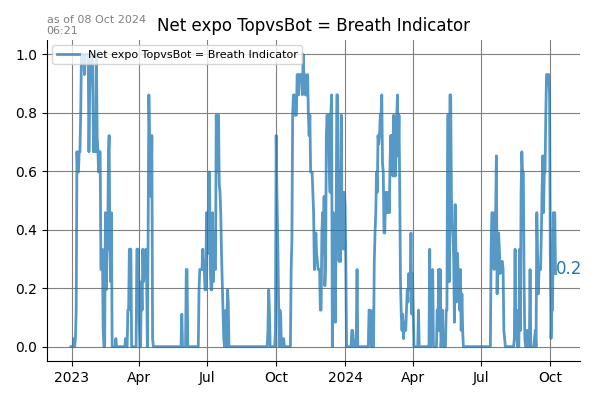 as of 08 Oct 2024
06:21
Net expo TopvsBot = Breath Indicator
Net expo TopvsBot = Breath Indicator
1.0
0.8
0.6
0.4
0.2
0.0
0.2
2023 Apr Jul Oct 2024 Apr Jul Oct